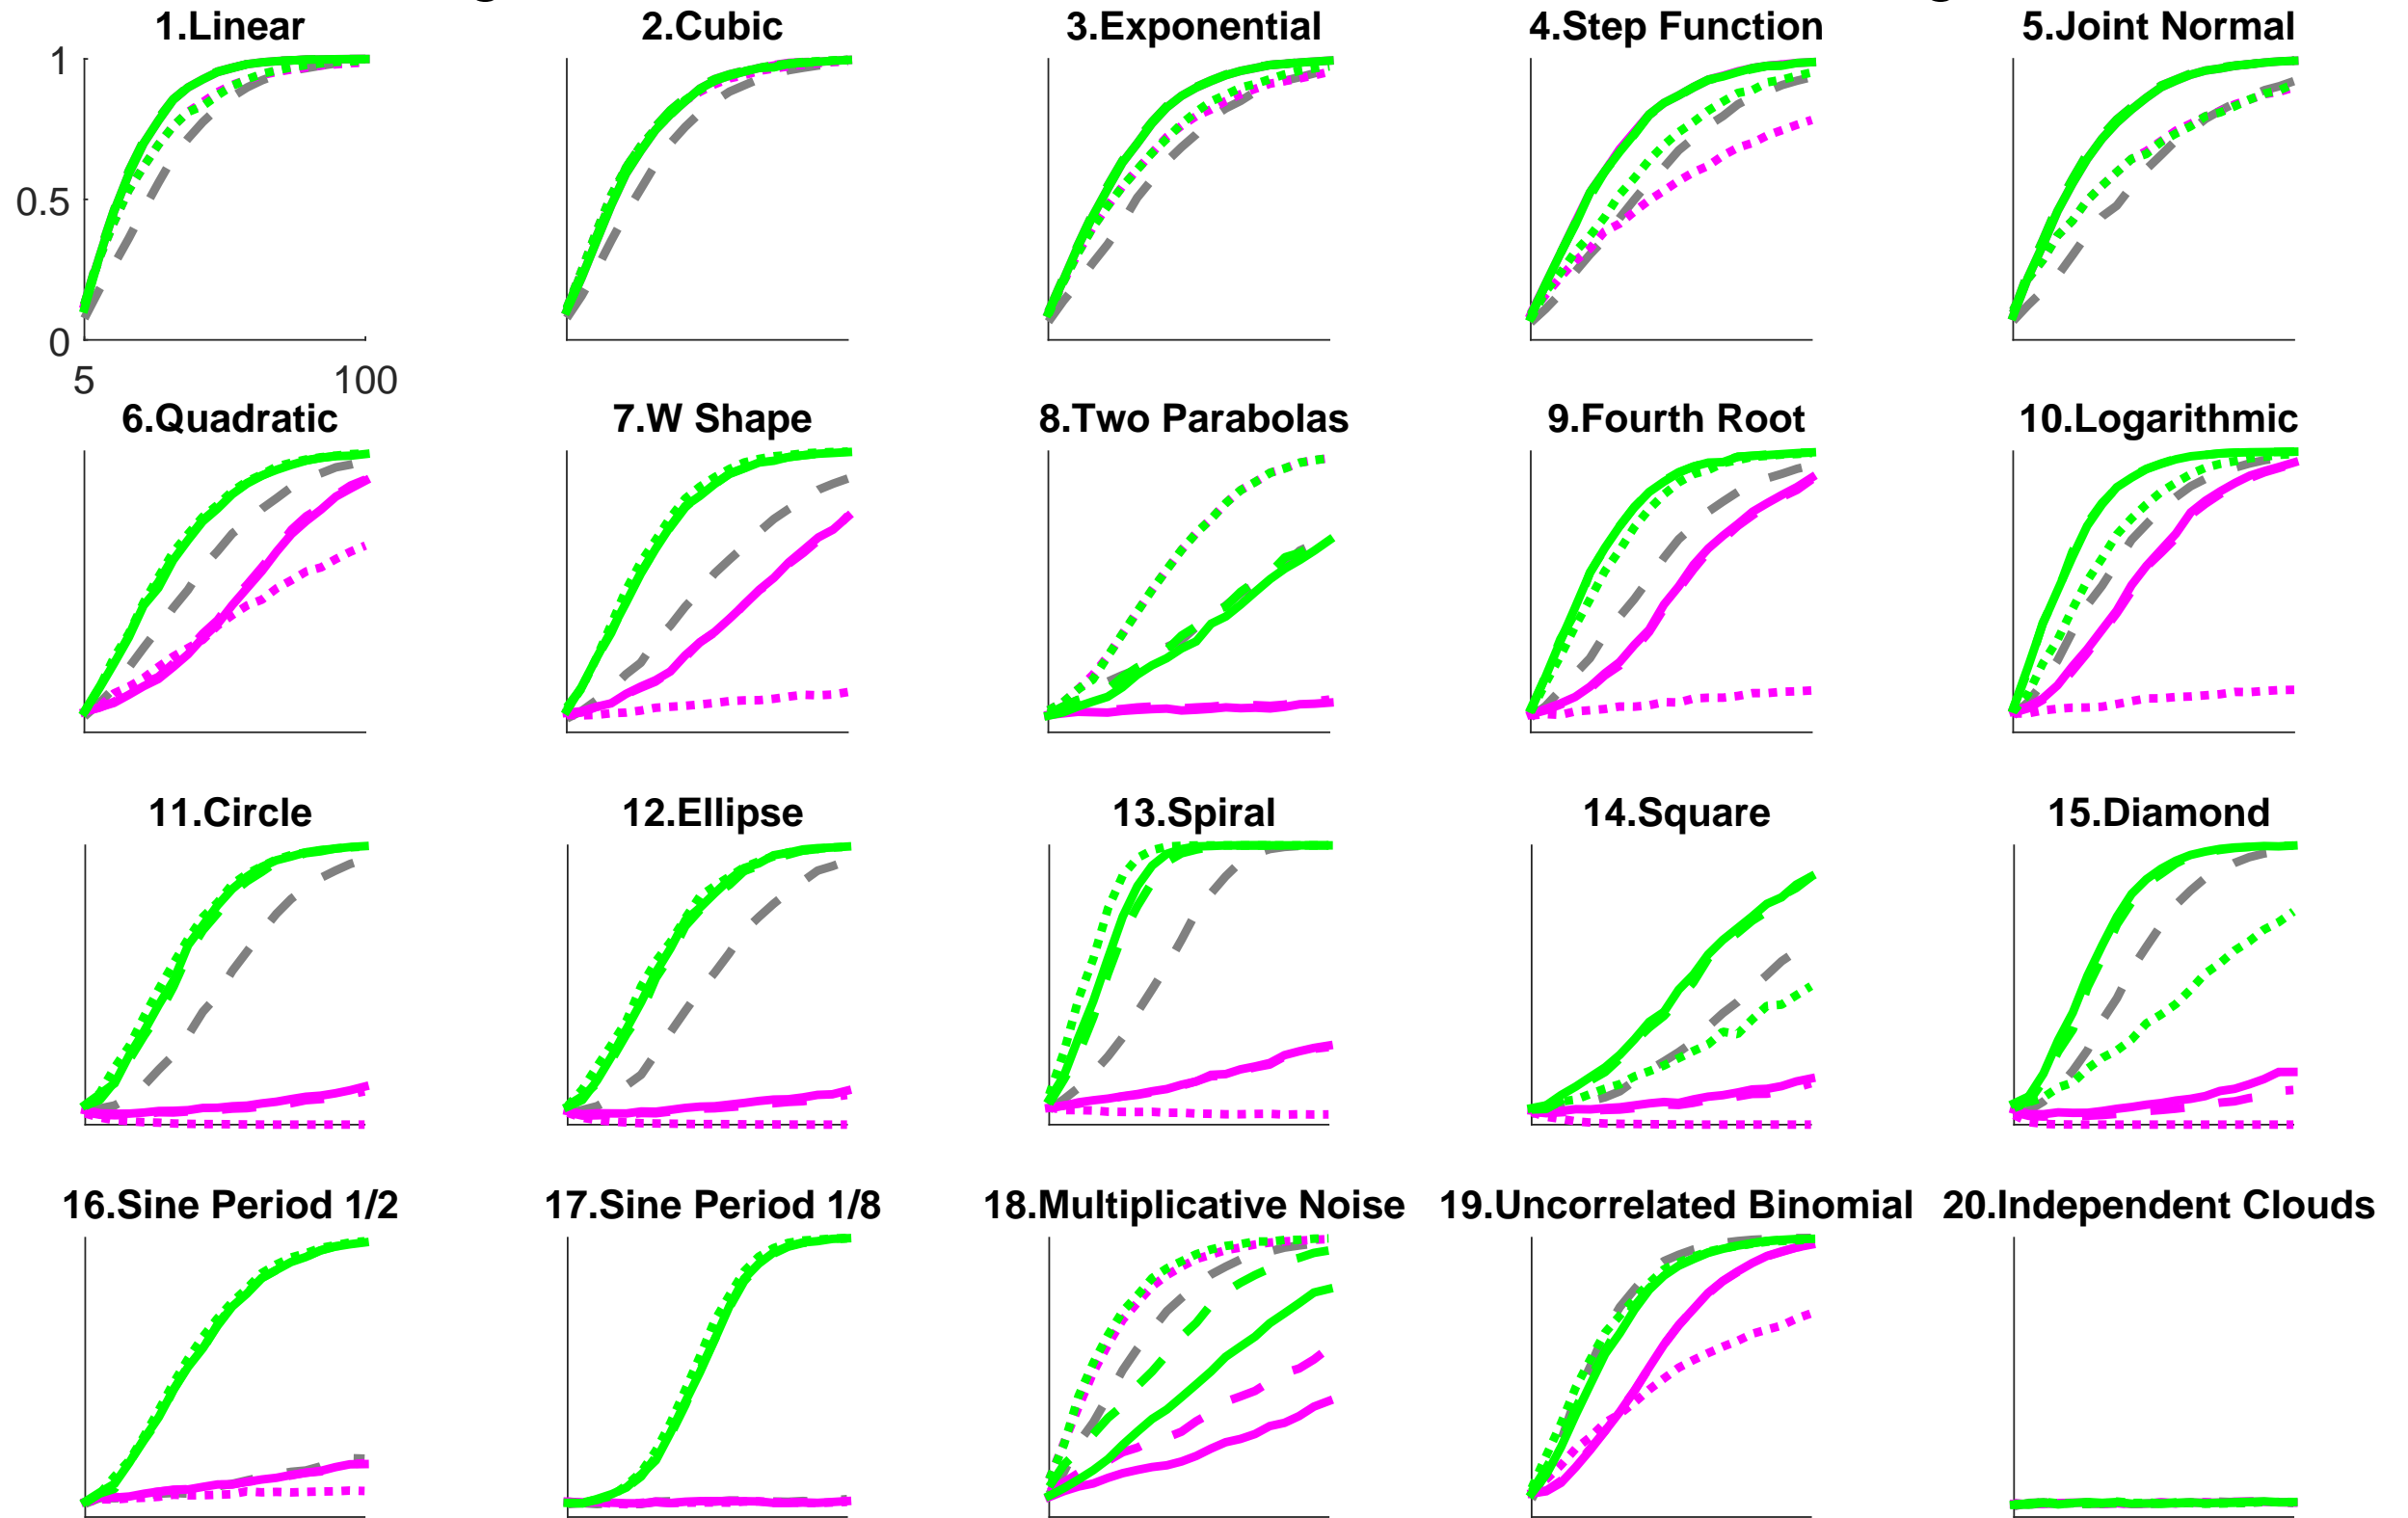 1.Linear
2.Cubic
3.Exponential
4.Step Function
5.Joint Normal
1
0.5
0
5
100
6.Quadratic
7.W Shape
8.Two Parabolas
9.Fourth Root
10.Logarithmic
11.Circle
12.Ellipse
13.Spiral
14.Square
15.Diamond
16.Sine Period 1/2
17.Sine Period 1/8
18.Multiplicative Noise
19.Uncorrelated Binomial
20.Independent Clouds